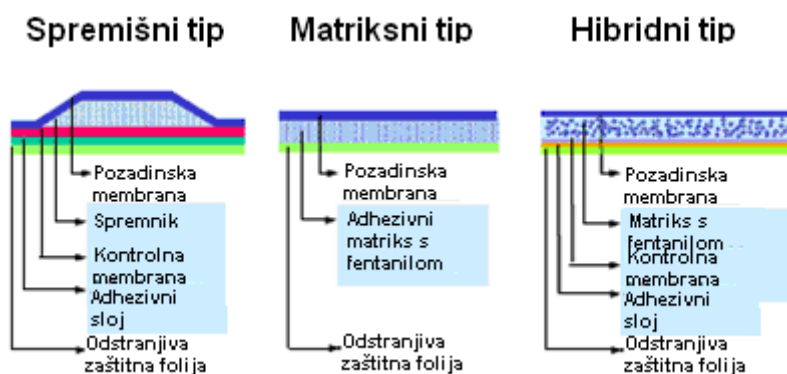 Spremišni tip
Pozadinska
membrana
Spremnik
Kontrolna
membrana
Adhezivni
sloj
Odstranjiva
zaštitna folija
Matriksni tip
Pozadinska
membrana
Adhezivni
matriks s
fentanilom
Odstranjiva
zaštitna folija
Hibridni tip
Pozadinska
membrana
Matriks s
fentanilom
Kontrolna
membrana
Adhezivni
sloj
Odstranjiva
zaštitna folija